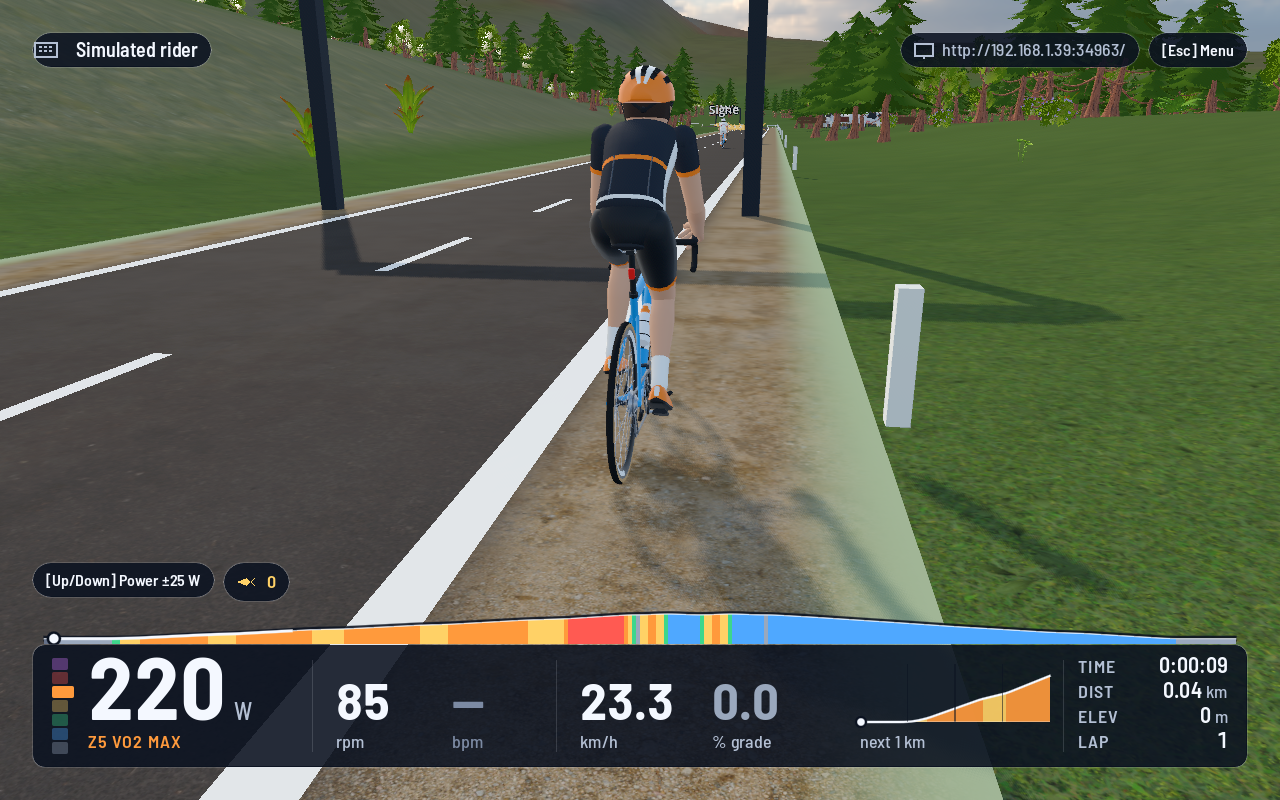 Simulated rider
http://192.168.1.39:34963/
[Esc] Menu
Signe
[Up/Down] Power ±25 W
0
220 W
Z5 VO2 MAX
85
rpm
—
bpm
23.3
km/h
0.0
% grade
next 1 km
TIME 0:00:09
DIST 0.04 km
ELEV 0 m
LAP 1